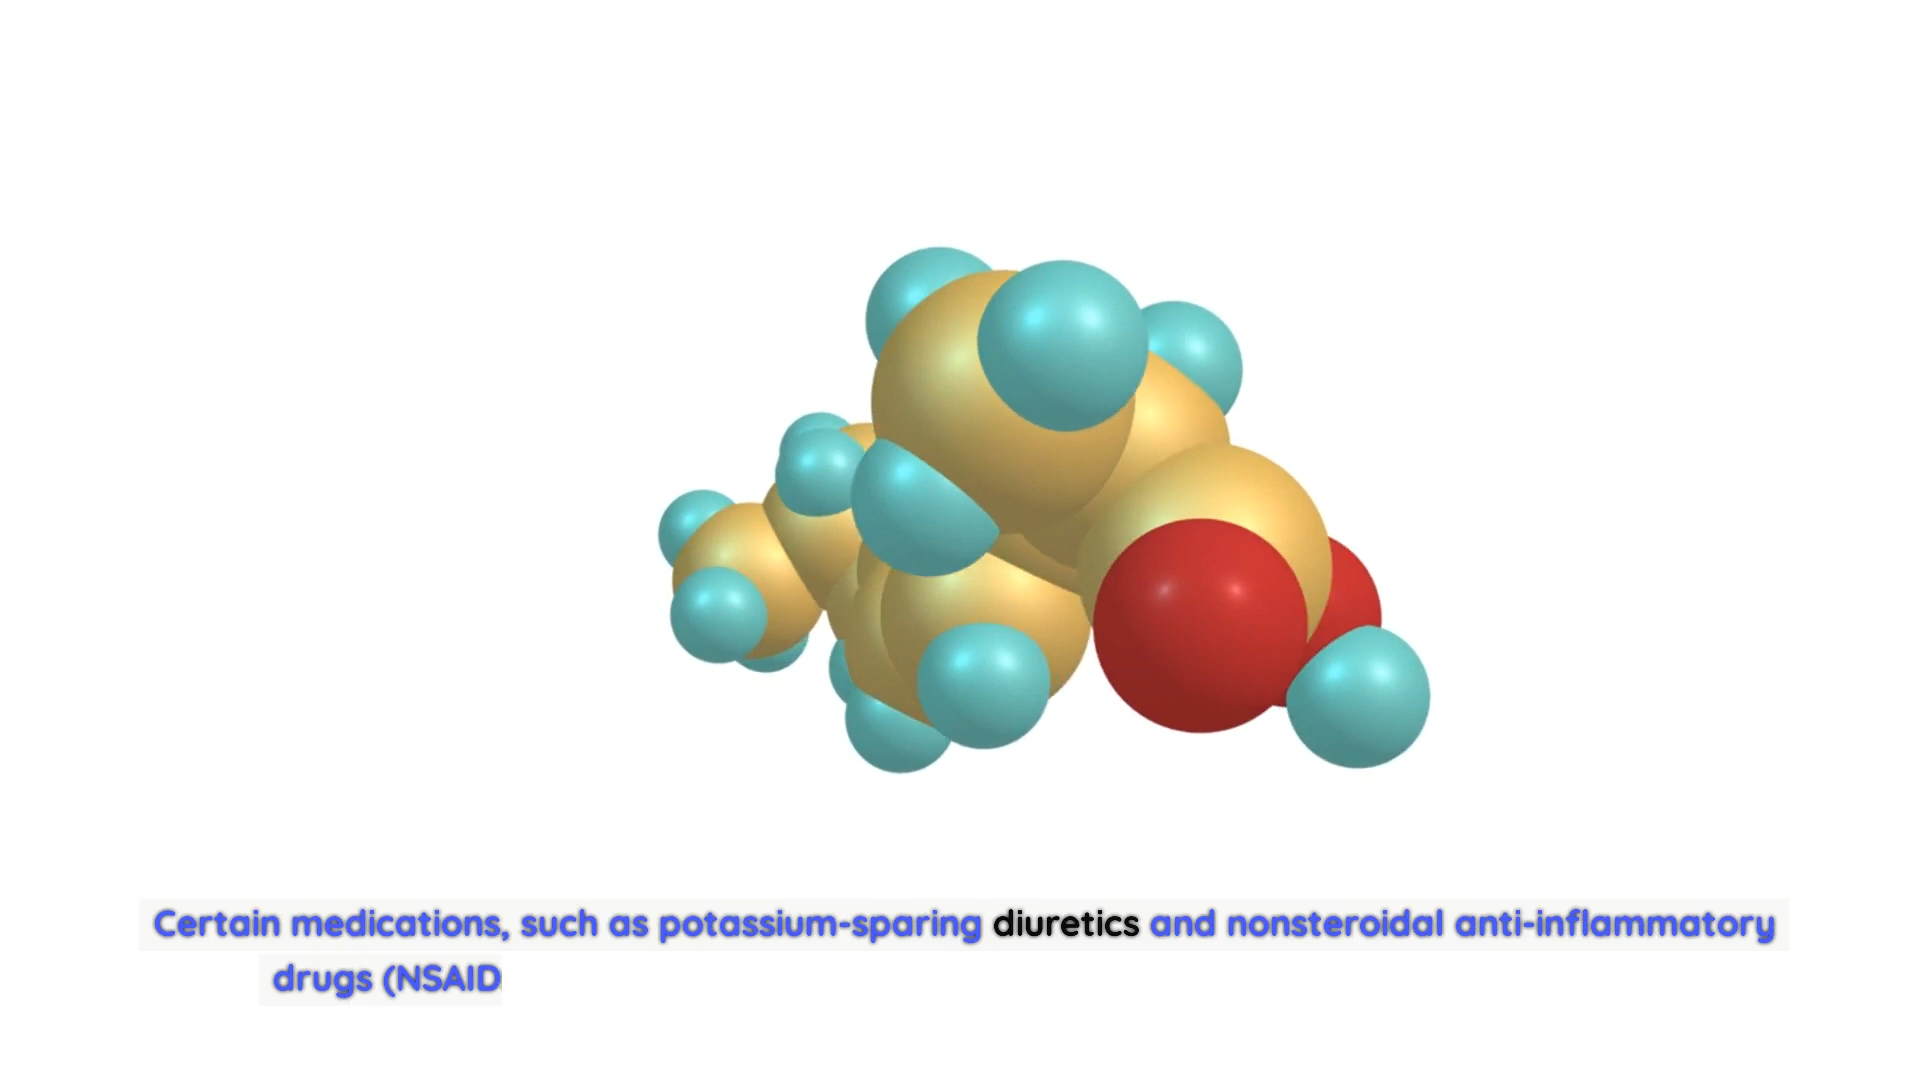 Certain medications, such as potassium-sparing diuretics and nonsteroidal anti-inflammatory
drugs (NSAID